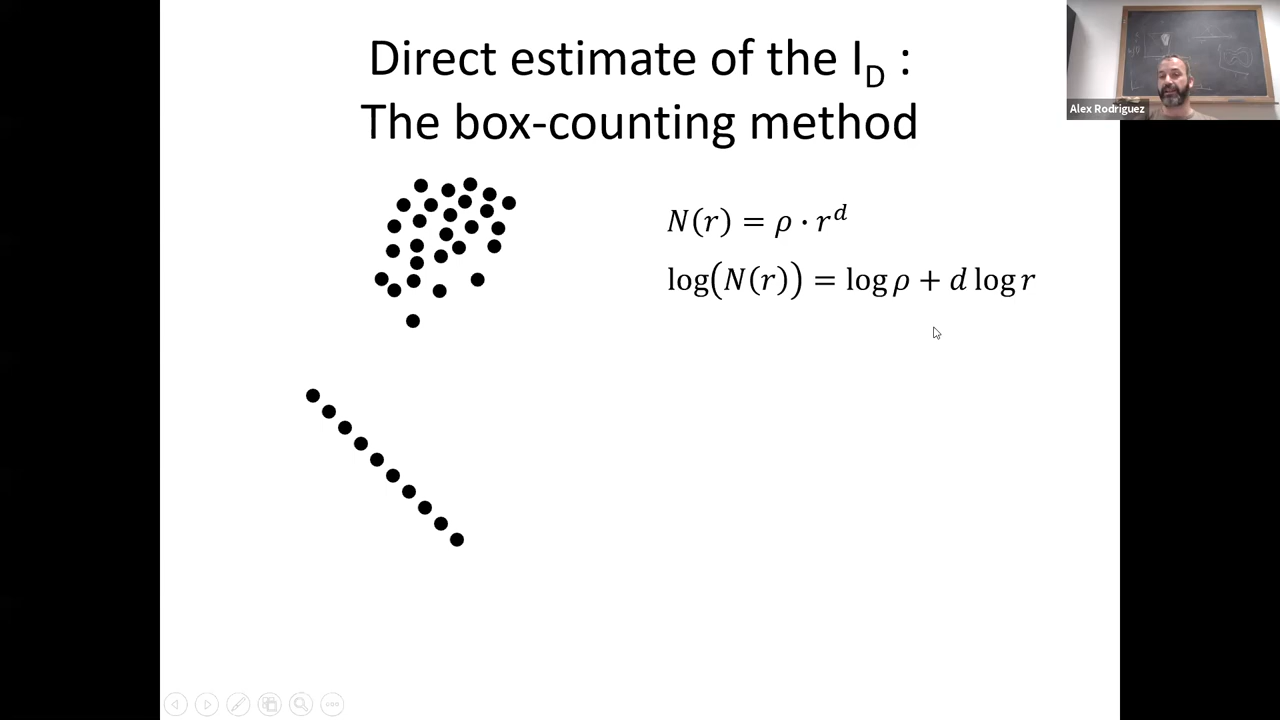 Direct estimate of the I_D :
The box-counting method
Alex Rodriguez
N(r) = ρ · r^d
log(N(r)) = log ρ + d log r